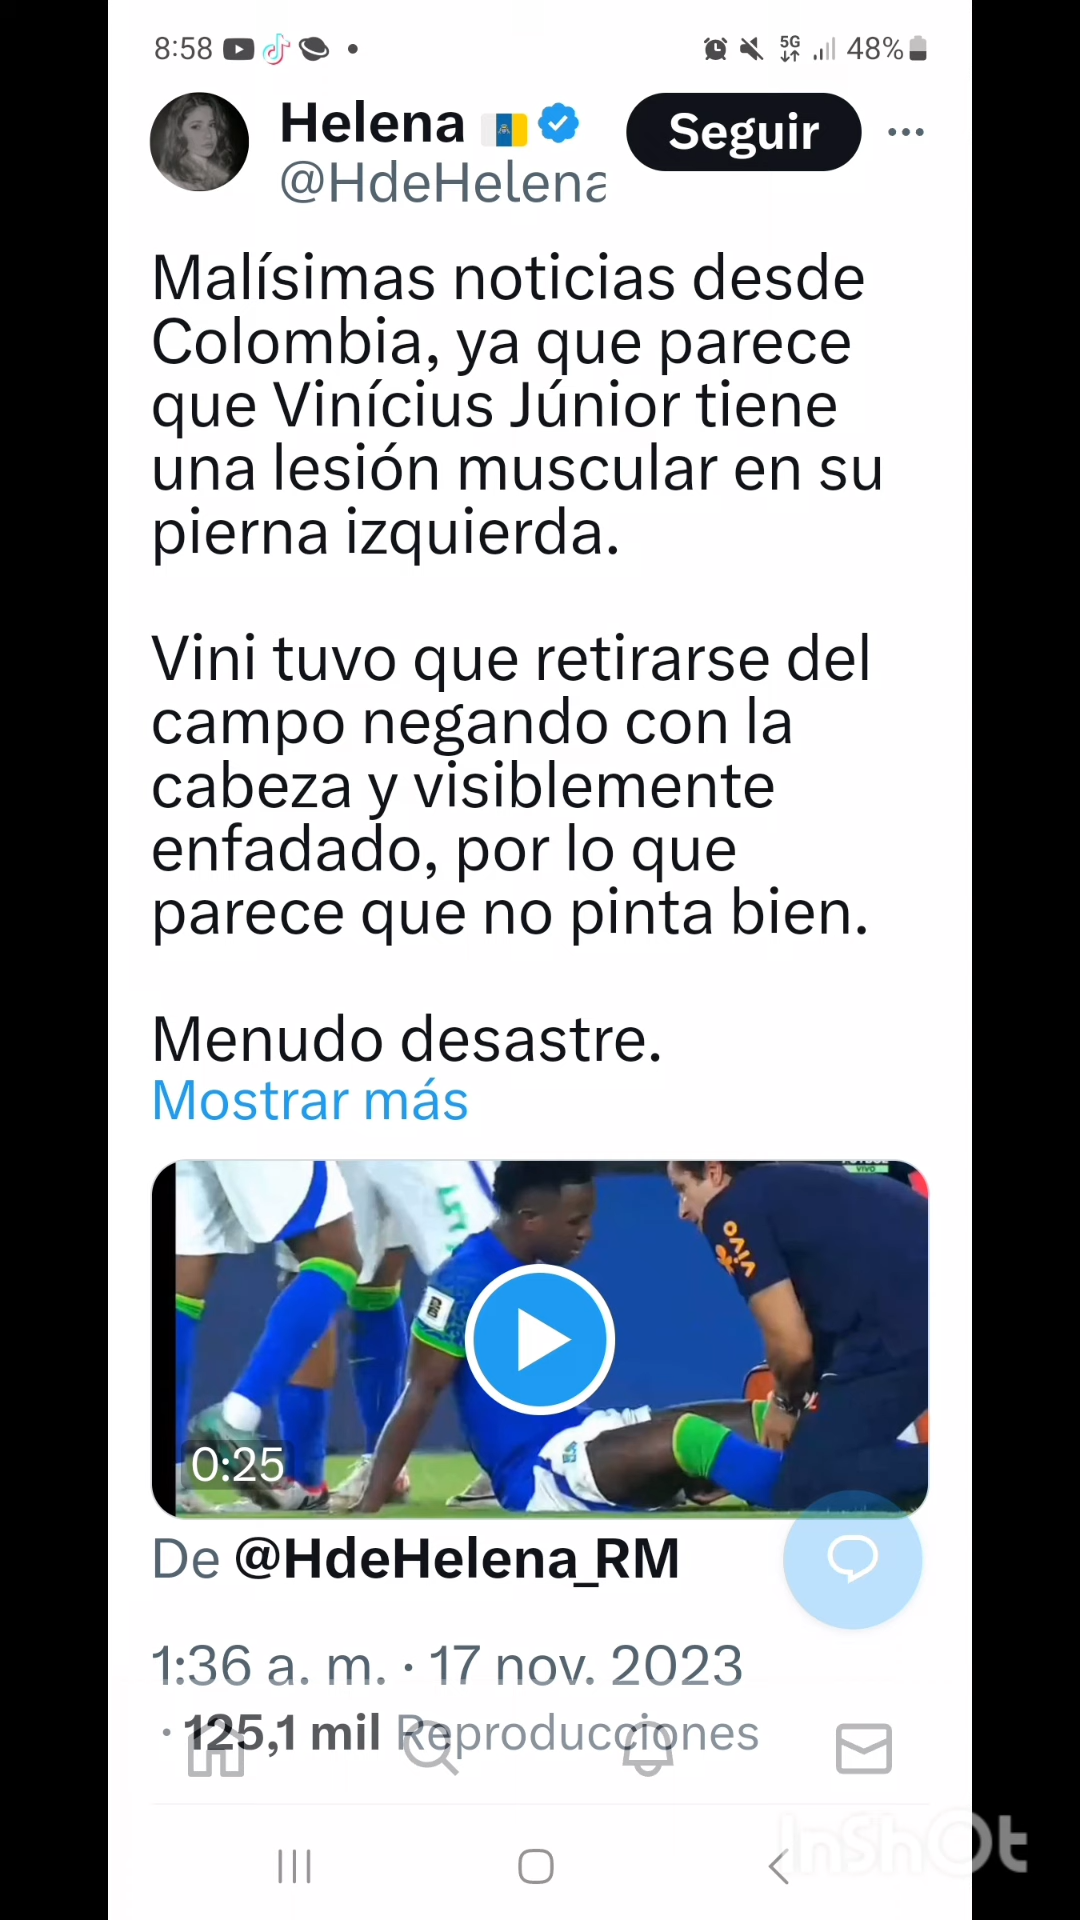 8:58
5G
48%
Helena
Seguir
@HdeHelena
Malísimas noticias desde
Colombia, ya que parece
que Vinícius Júnior tiene
una lesión muscular en su
pierna izquierda.
Vini tuvo que retirarse del
campo negando con la
cabeza y visiblemente
enfadado, por lo que
parece que no pinta bien.
Menudo desastre.
Mostrar más
VIVO
vivo
0:25
De @HdeHelena_RM
1:36 a. m. · 17 nov. 2023
· 125,1 mil Reproducciones
InShOt